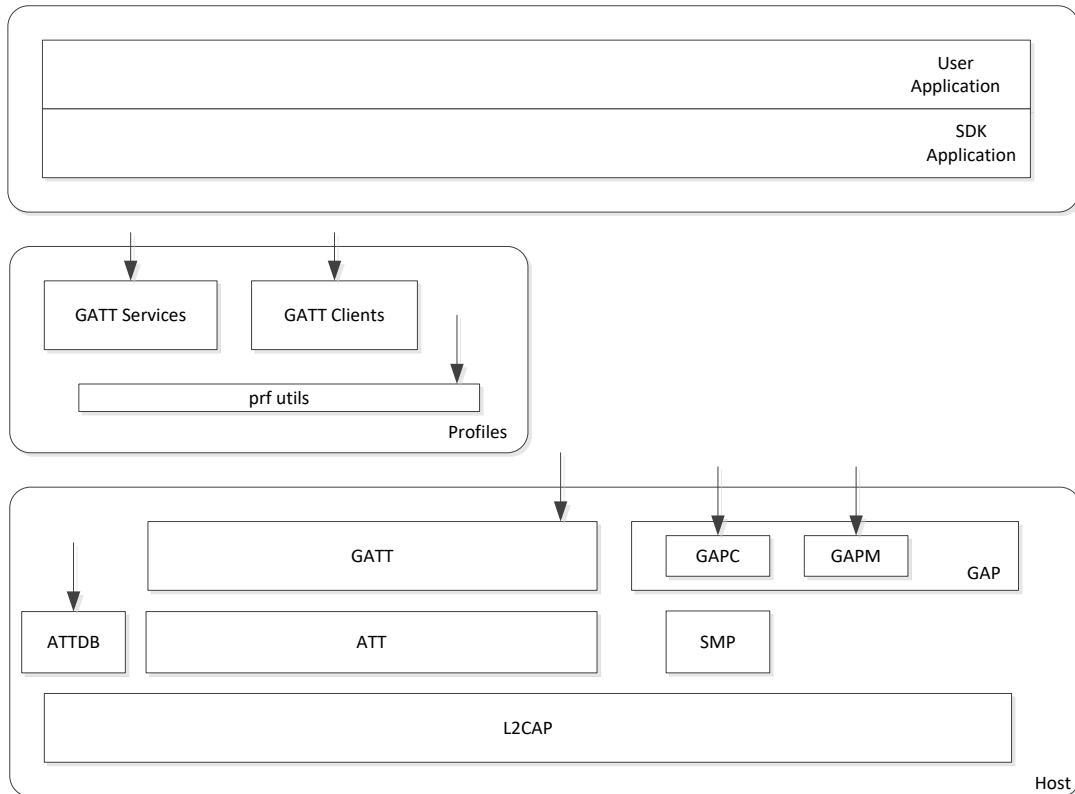 User
Application
SDK
Application
GATT Services
GATT Clients
prf utils
Profiles
GATT
GAPC
GAPM
GAP
ATTDB
ATT
SMP
L2CAP
Host